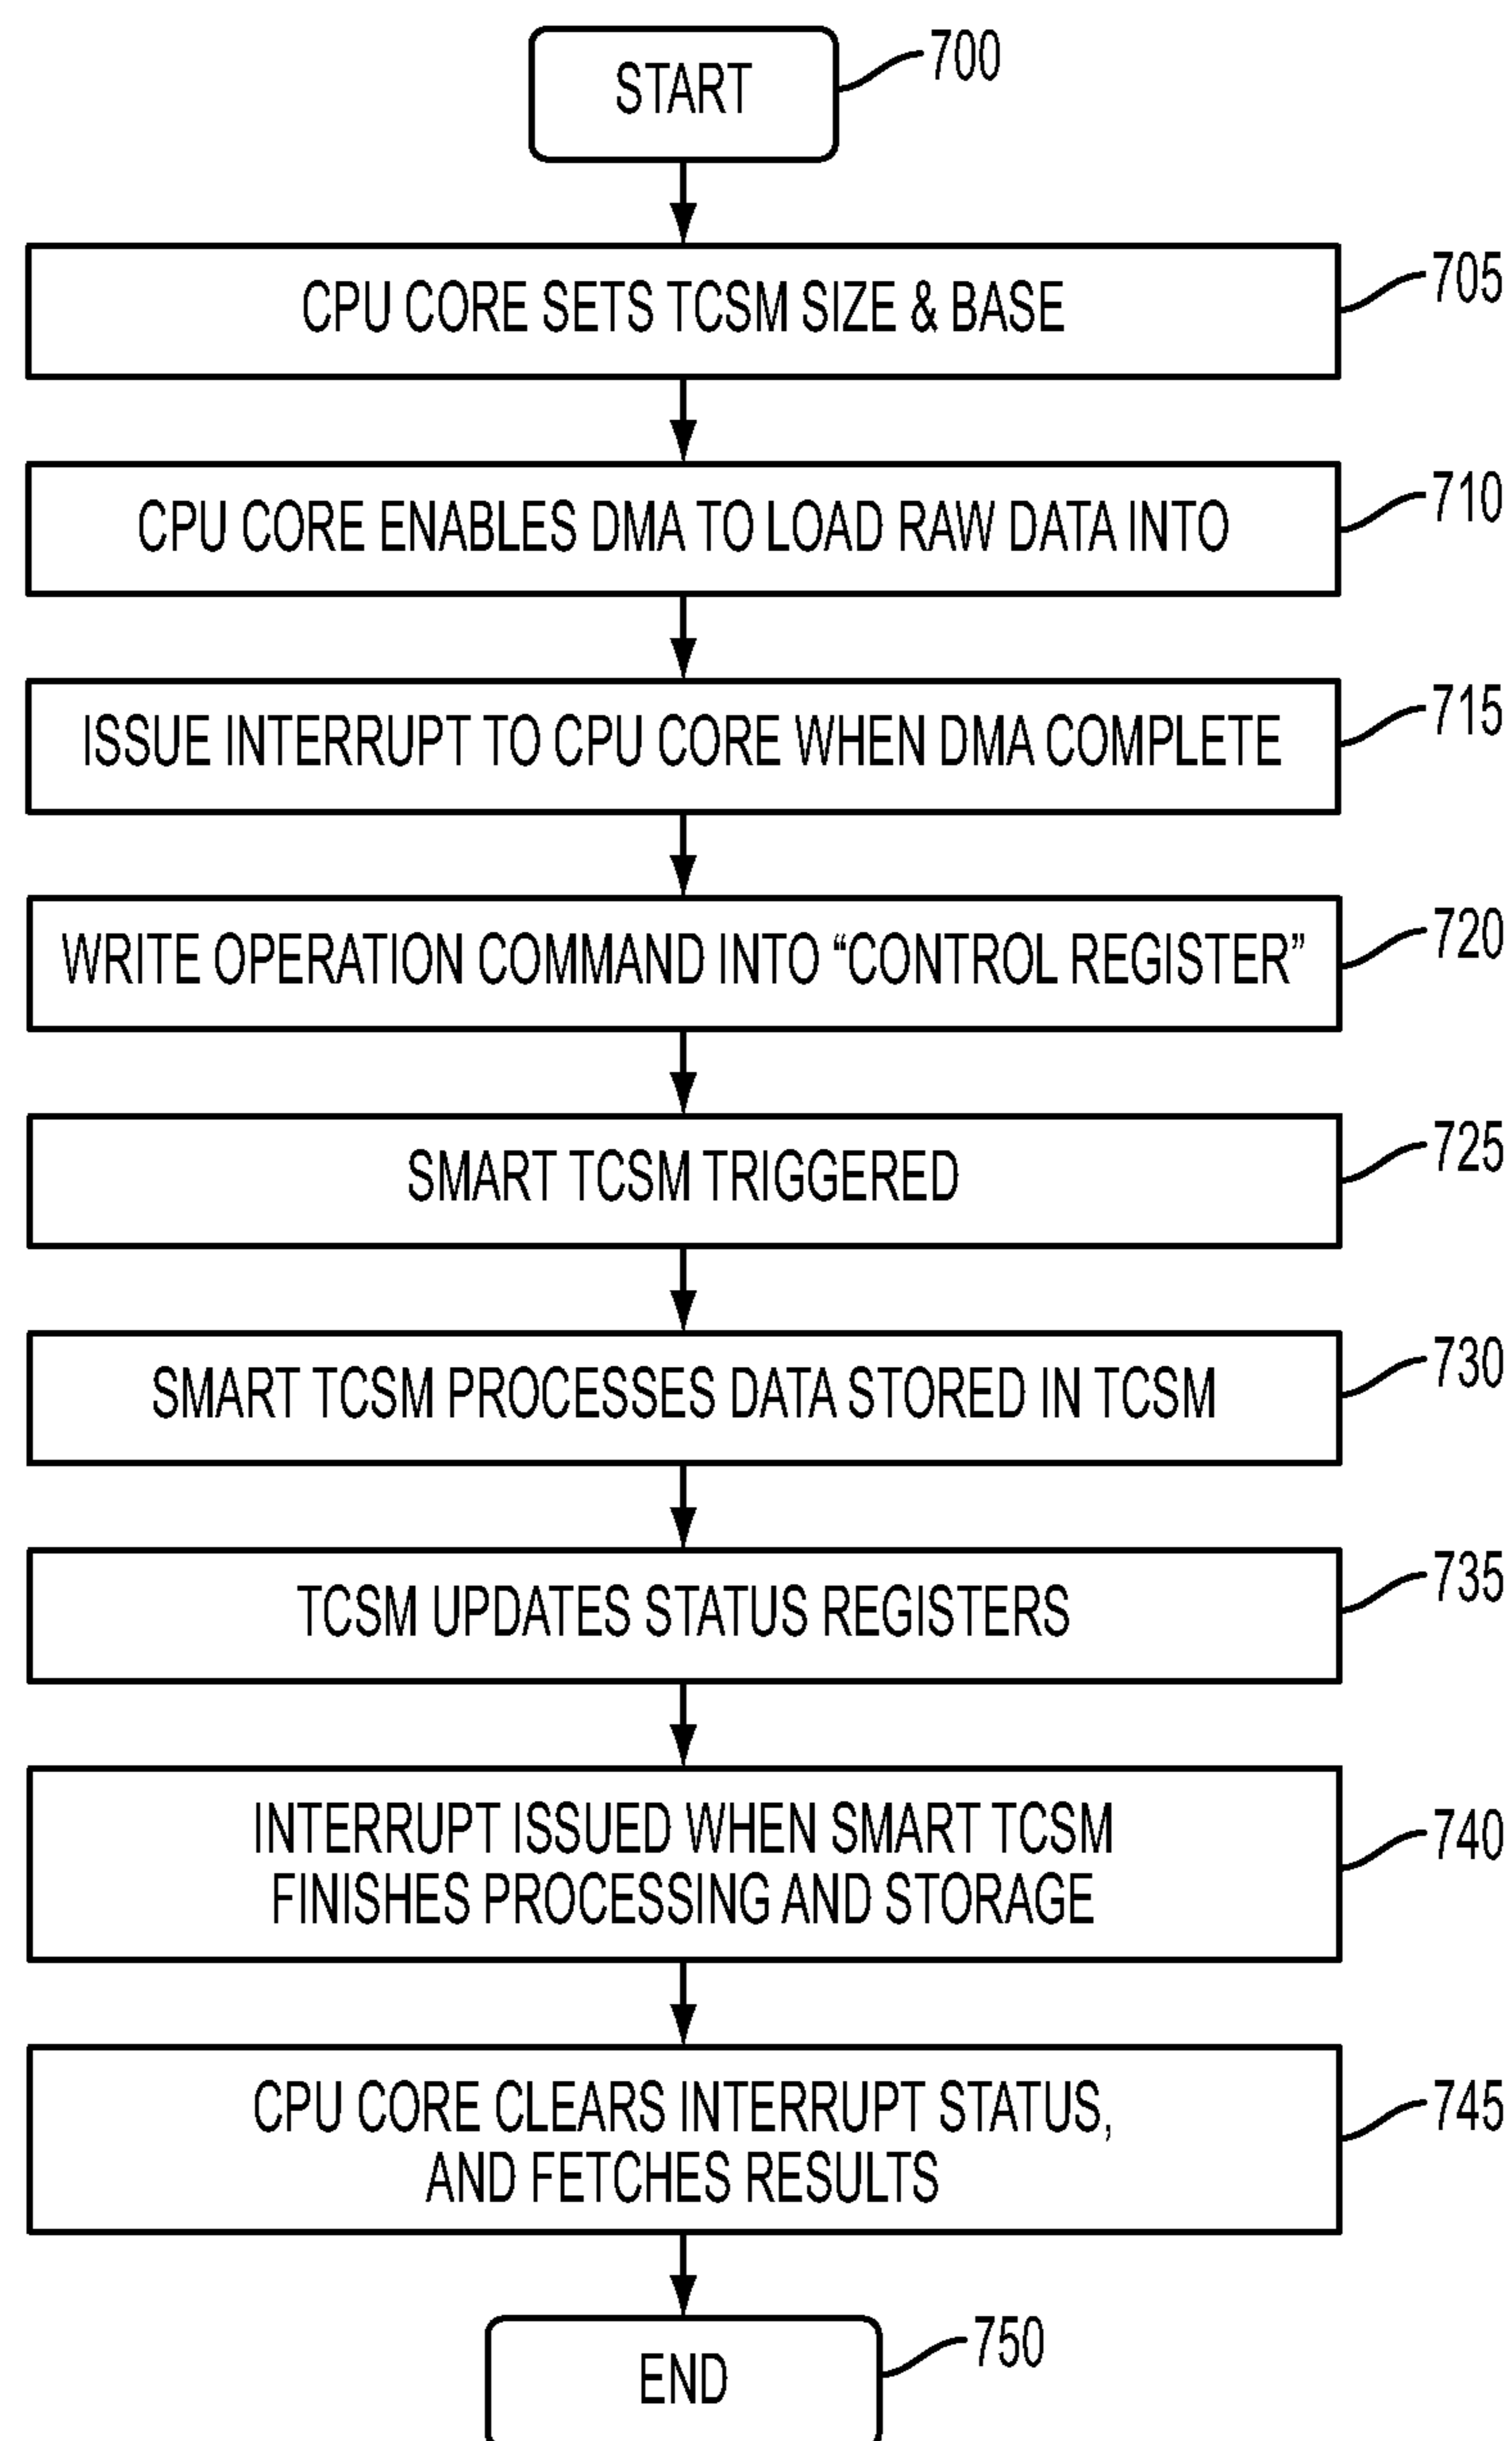 START
700
CPU CORE SETS TCSM SIZE & BASE
705
CPU CORE ENABLES DMA TO LOAD RAW DATA INTO
710
ISSUE INTERRUPT TO CPU CORE WHEN DMA COMPLETE
715
WRITE OPERATION COMMAND INTO “CONTROL REGISTER”
720
SMART TCSM TRIGGERED
725
SMART TCSM PROCESSES DATA STORED IN TCSM
730
TCSM UPDATES STATUS REGISTERS
735
INTERRUPT ISSUED WHEN SMART TCSM
FINISHES PROCESSING AND STORAGE
740
CPU CORE CLEARS INTERRUPT STATUS,
AND FETCHES RESULTS
745
END
750